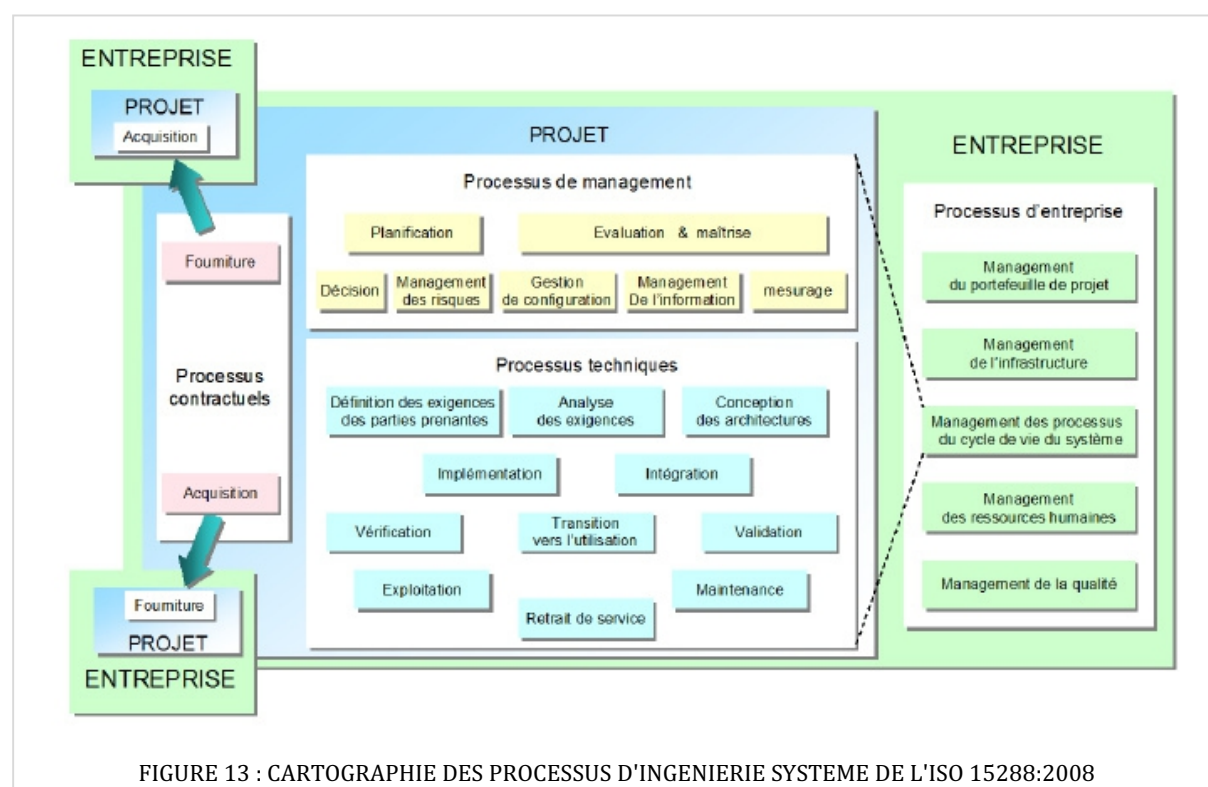 ENTREPRISE
PROJET
Acquisition
PROJET
ENTREPRISE
Processus de management
Planification
Evaluation & maîtrise
Décision
Management
des risques
Gestion
de configuration
Management
De l'information
mesurage
Fourniture
Processus
contractuels
Acquisition
Processus techniques
Définition des exigences
des parties prenantes
Analyse
des exigences
Conception
des architectures
Implémentation
Intégration
Vérification
Transition
vers l'utilisation
Validation
Exploitation
Maintenance
Retrait de service
Processus d'entreprise
Management
du portefeuille de projet
Management
de l'infrastructure
Management des processus
du cycle de vie du système
Management
des ressources humaines
Management de la qualité
Fourniture
PROJET
ENTREPRISE
FIGURE 13 : CARTOGRAPHIE DES PROCESSUS D'INGENIERIE SYSTEME DE L'ISO 15288:2008